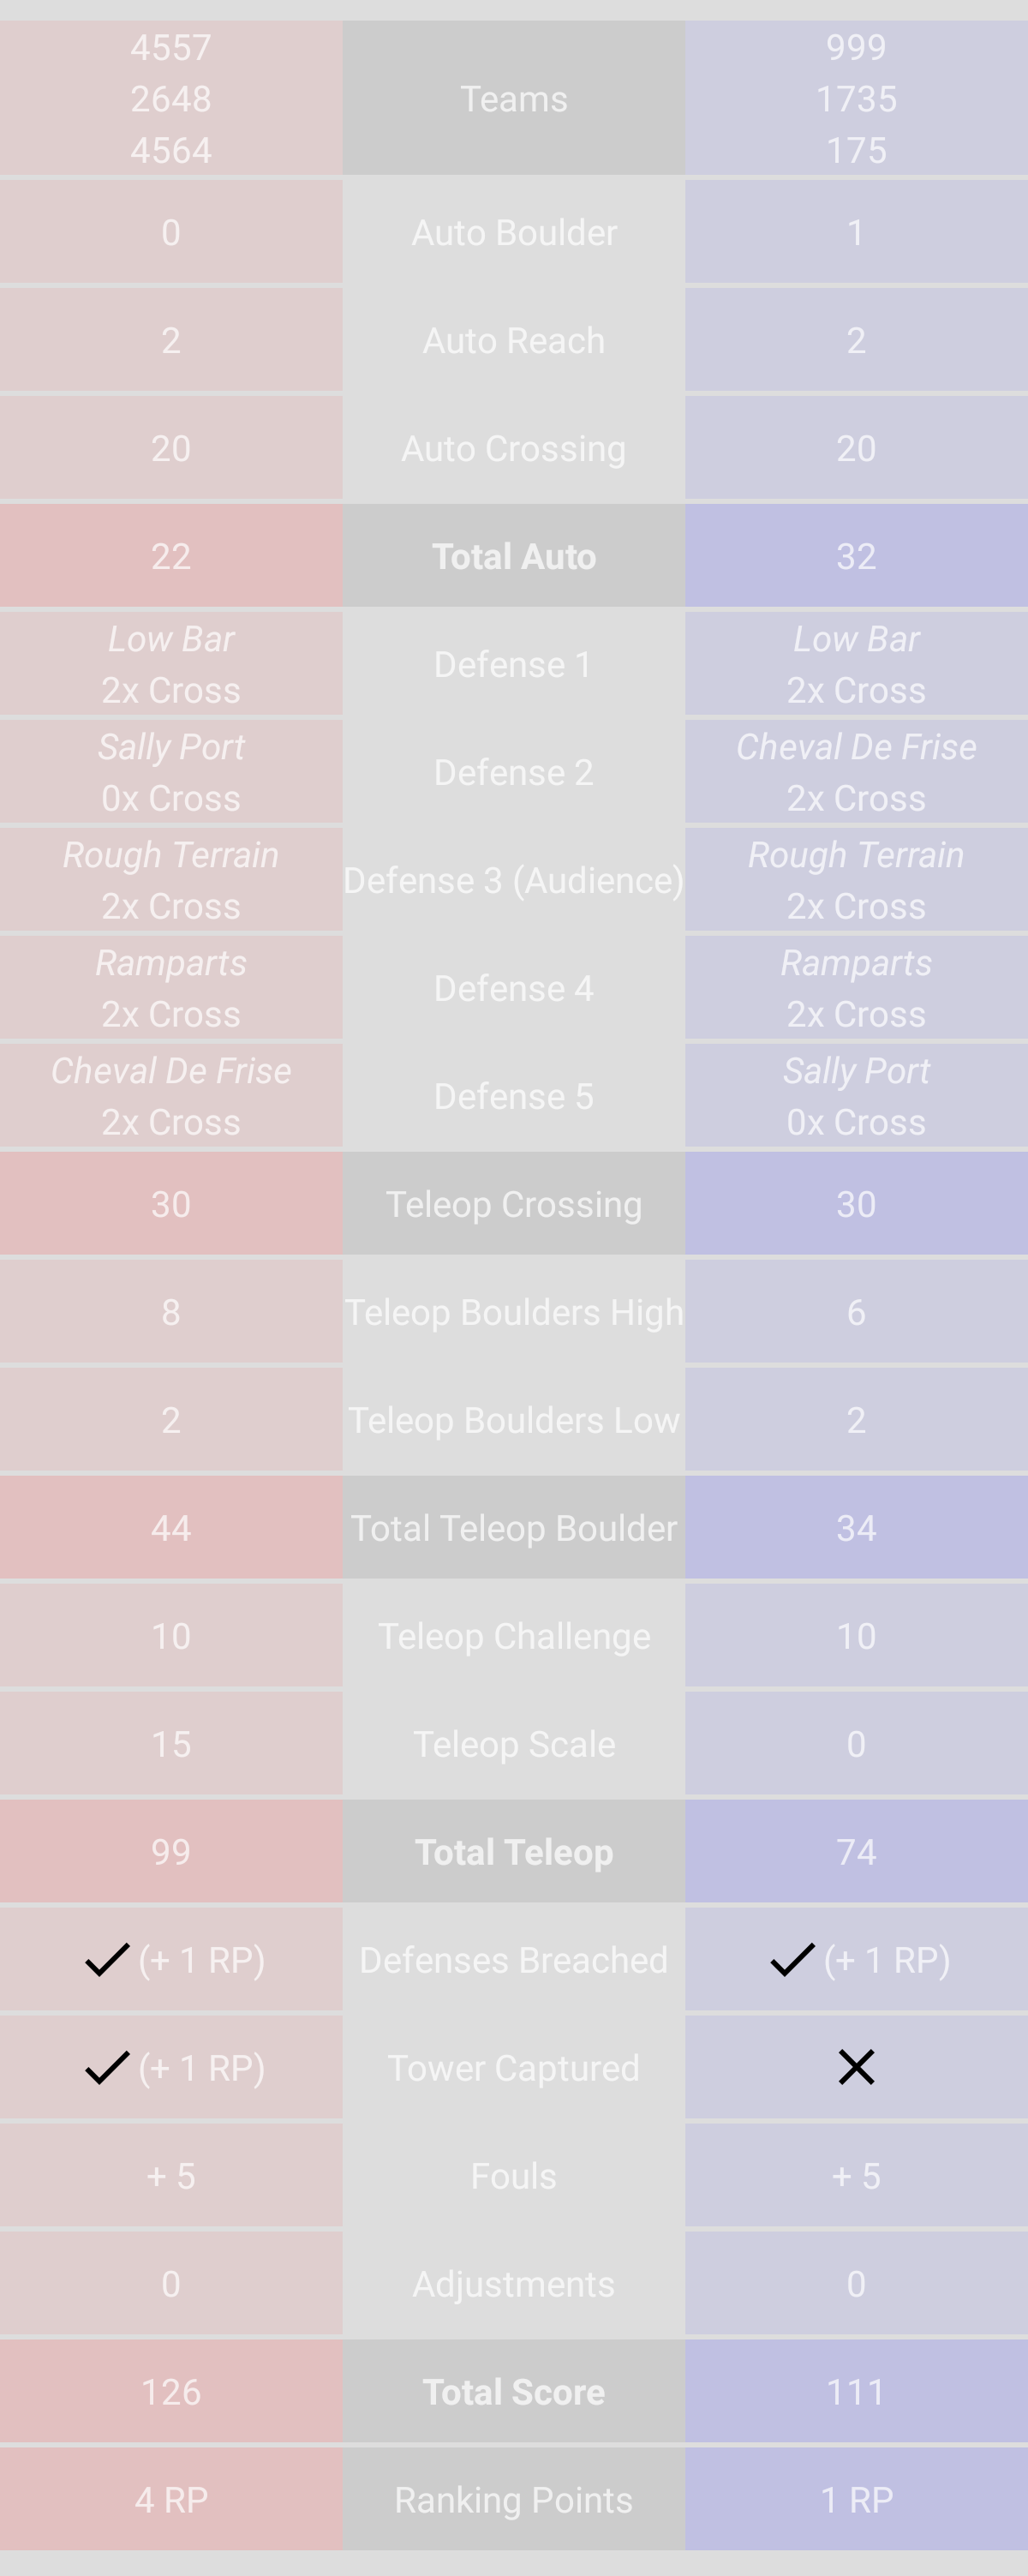 4557
2648
4564
Teams
999
1735
175
0
Auto Boulder
1
2
Auto Reach
2
20
Auto Crossing
20
22
Total Auto
32
Low Bar
2x Cross
Defense 1
Low Bar
2x Cross
Sally Port
0x Cross
Defense 2
Cheval De Frise
2x Cross
Rough Terrain
2x Cross
Defense 3 (Audience)
Rough Terrain
2x Cross
Ramparts
2x Cross
Defense 4
Ramparts
2x Cross
Cheval De Frise
2x Cross
Defense 5
Sally Port
0x Cross
30
Teleop Crossing
30
8
Teleop Boulders High
6
2
Teleop Boulders Low
2
44
Total Teleop Boulder
34
10
Teleop Challenge
10
15
Teleop Scale
0
99
Total Teleop
74
(+ 1 RP)
Defenses Breached
(+ 1 RP)
(+ 1 RP)
Tower Captured
+ 5
Fouls
+ 5
0
Adjustments
0
126
Total Score
111
4 RP
Ranking Points
1 RP